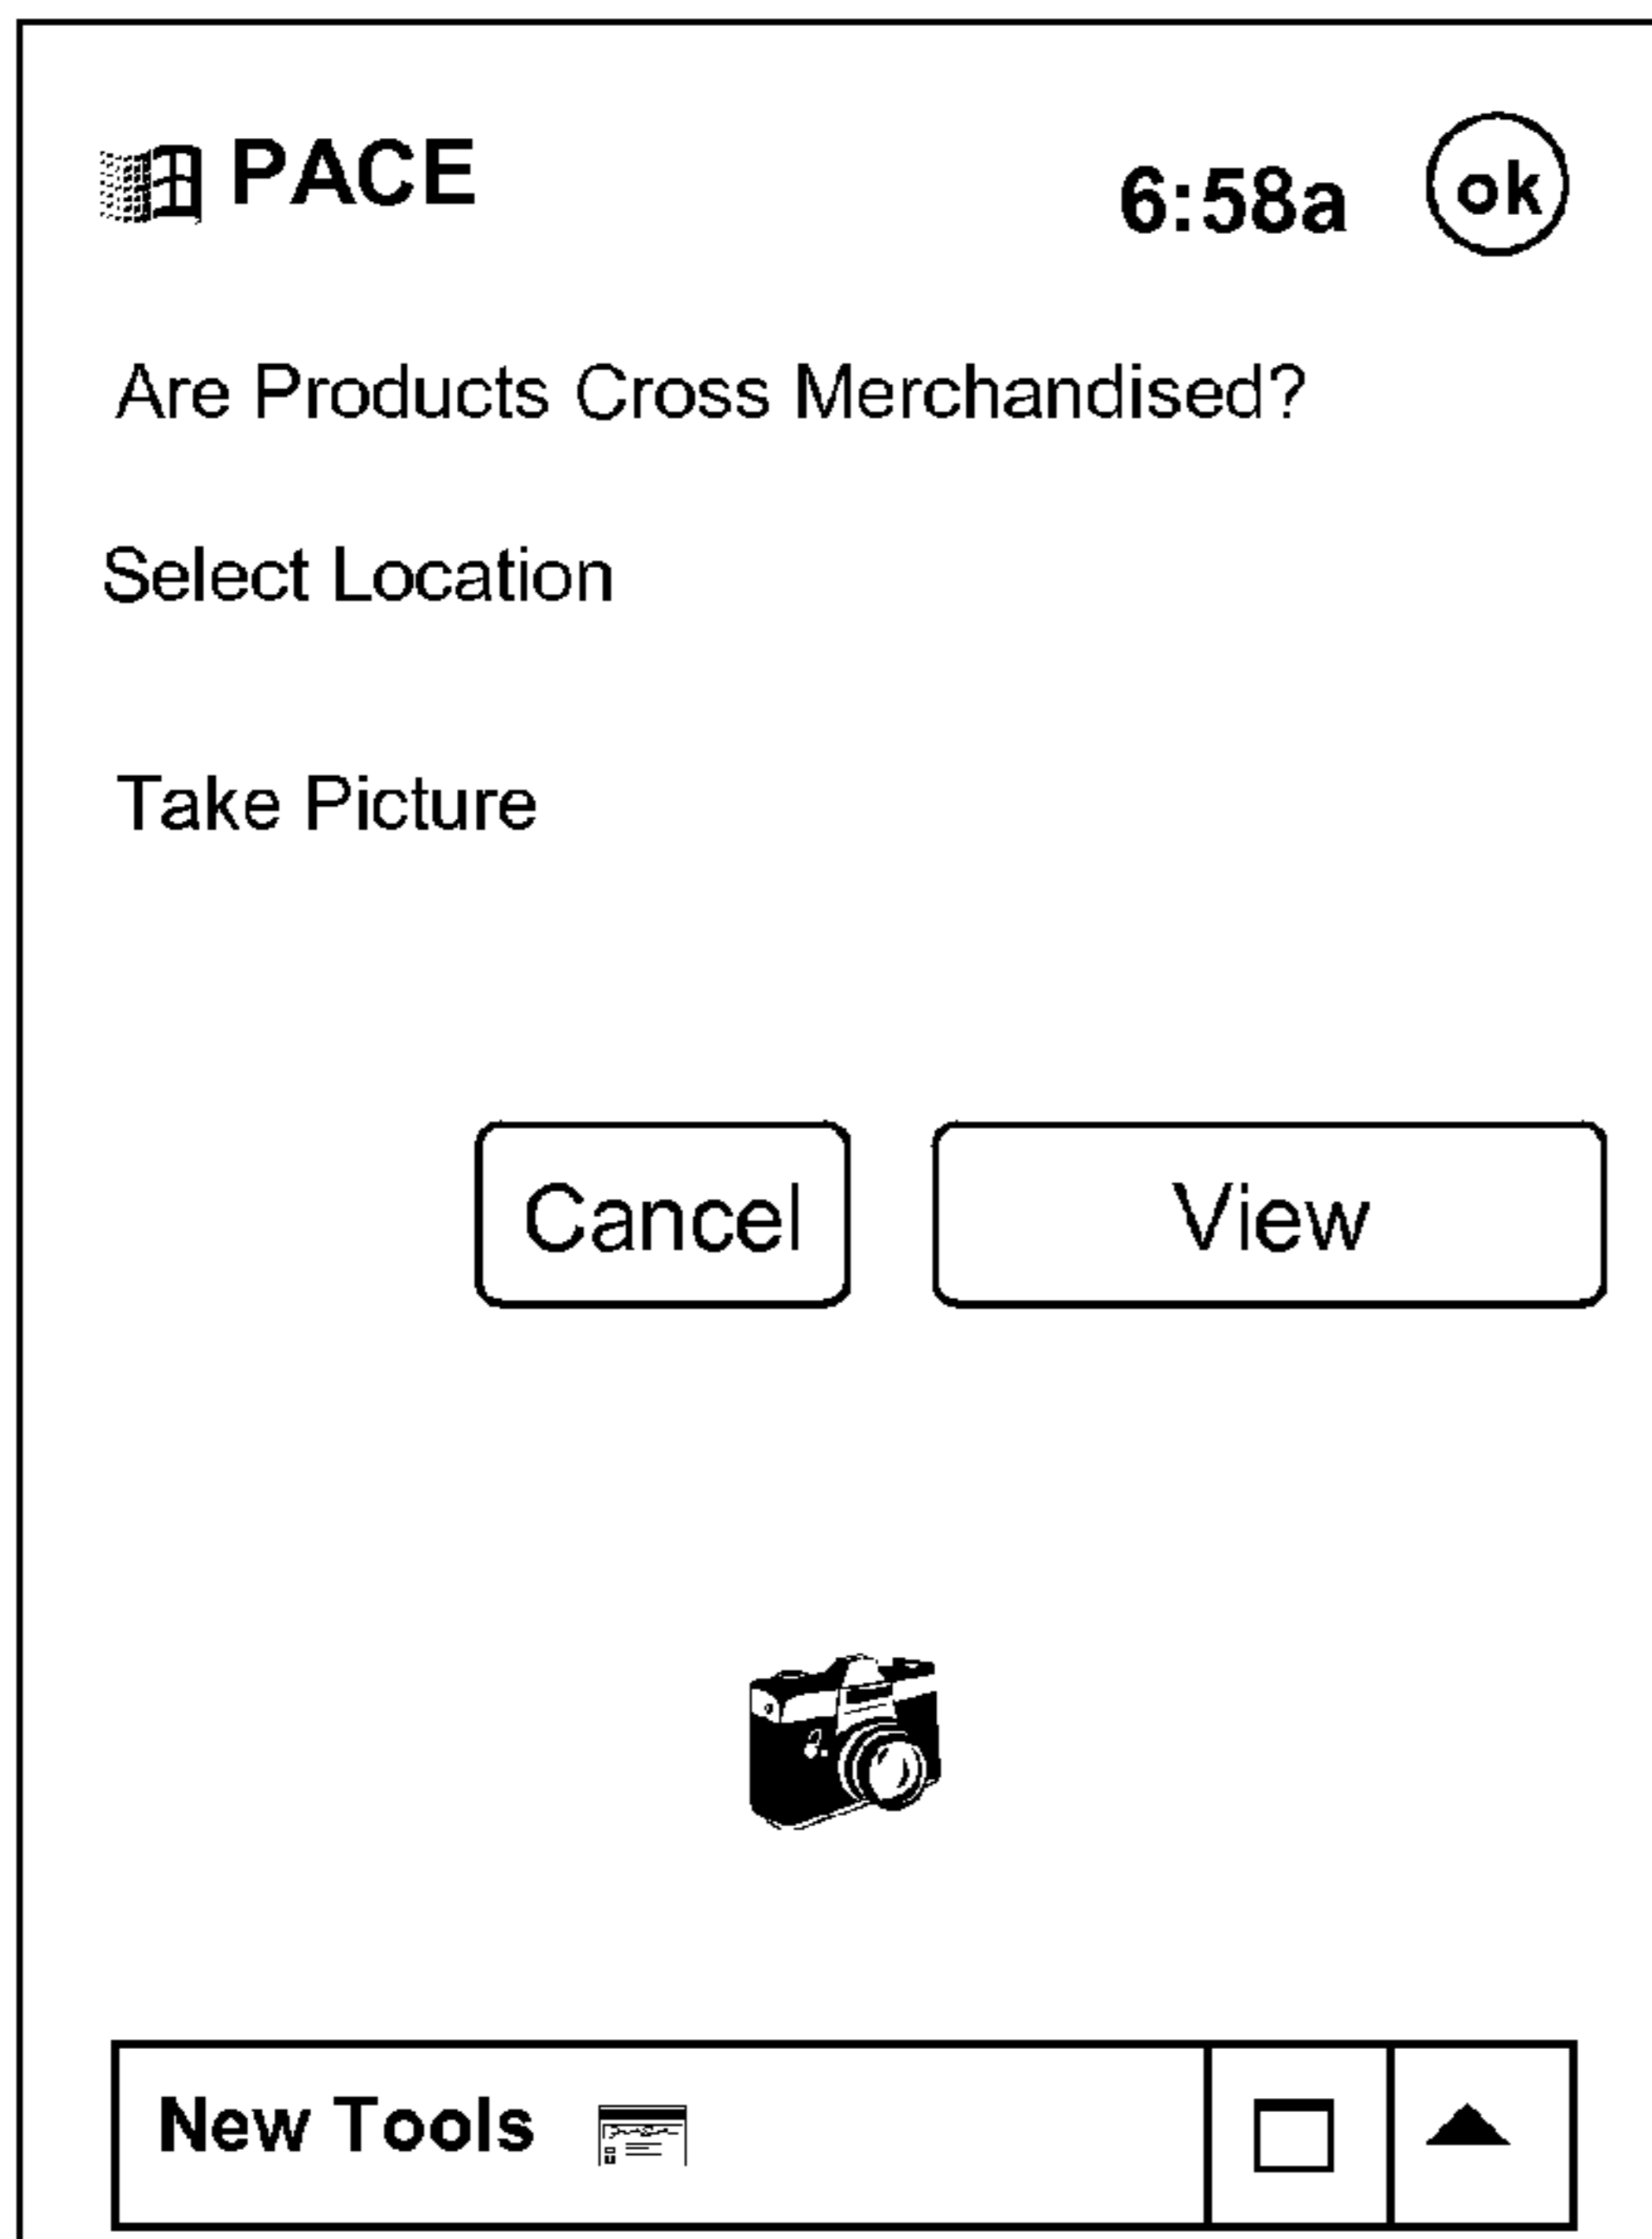 PACE 6:58a ok
Are Products Cross Merchandised?
Select Location
Take Picture
Cancel View
New Tools